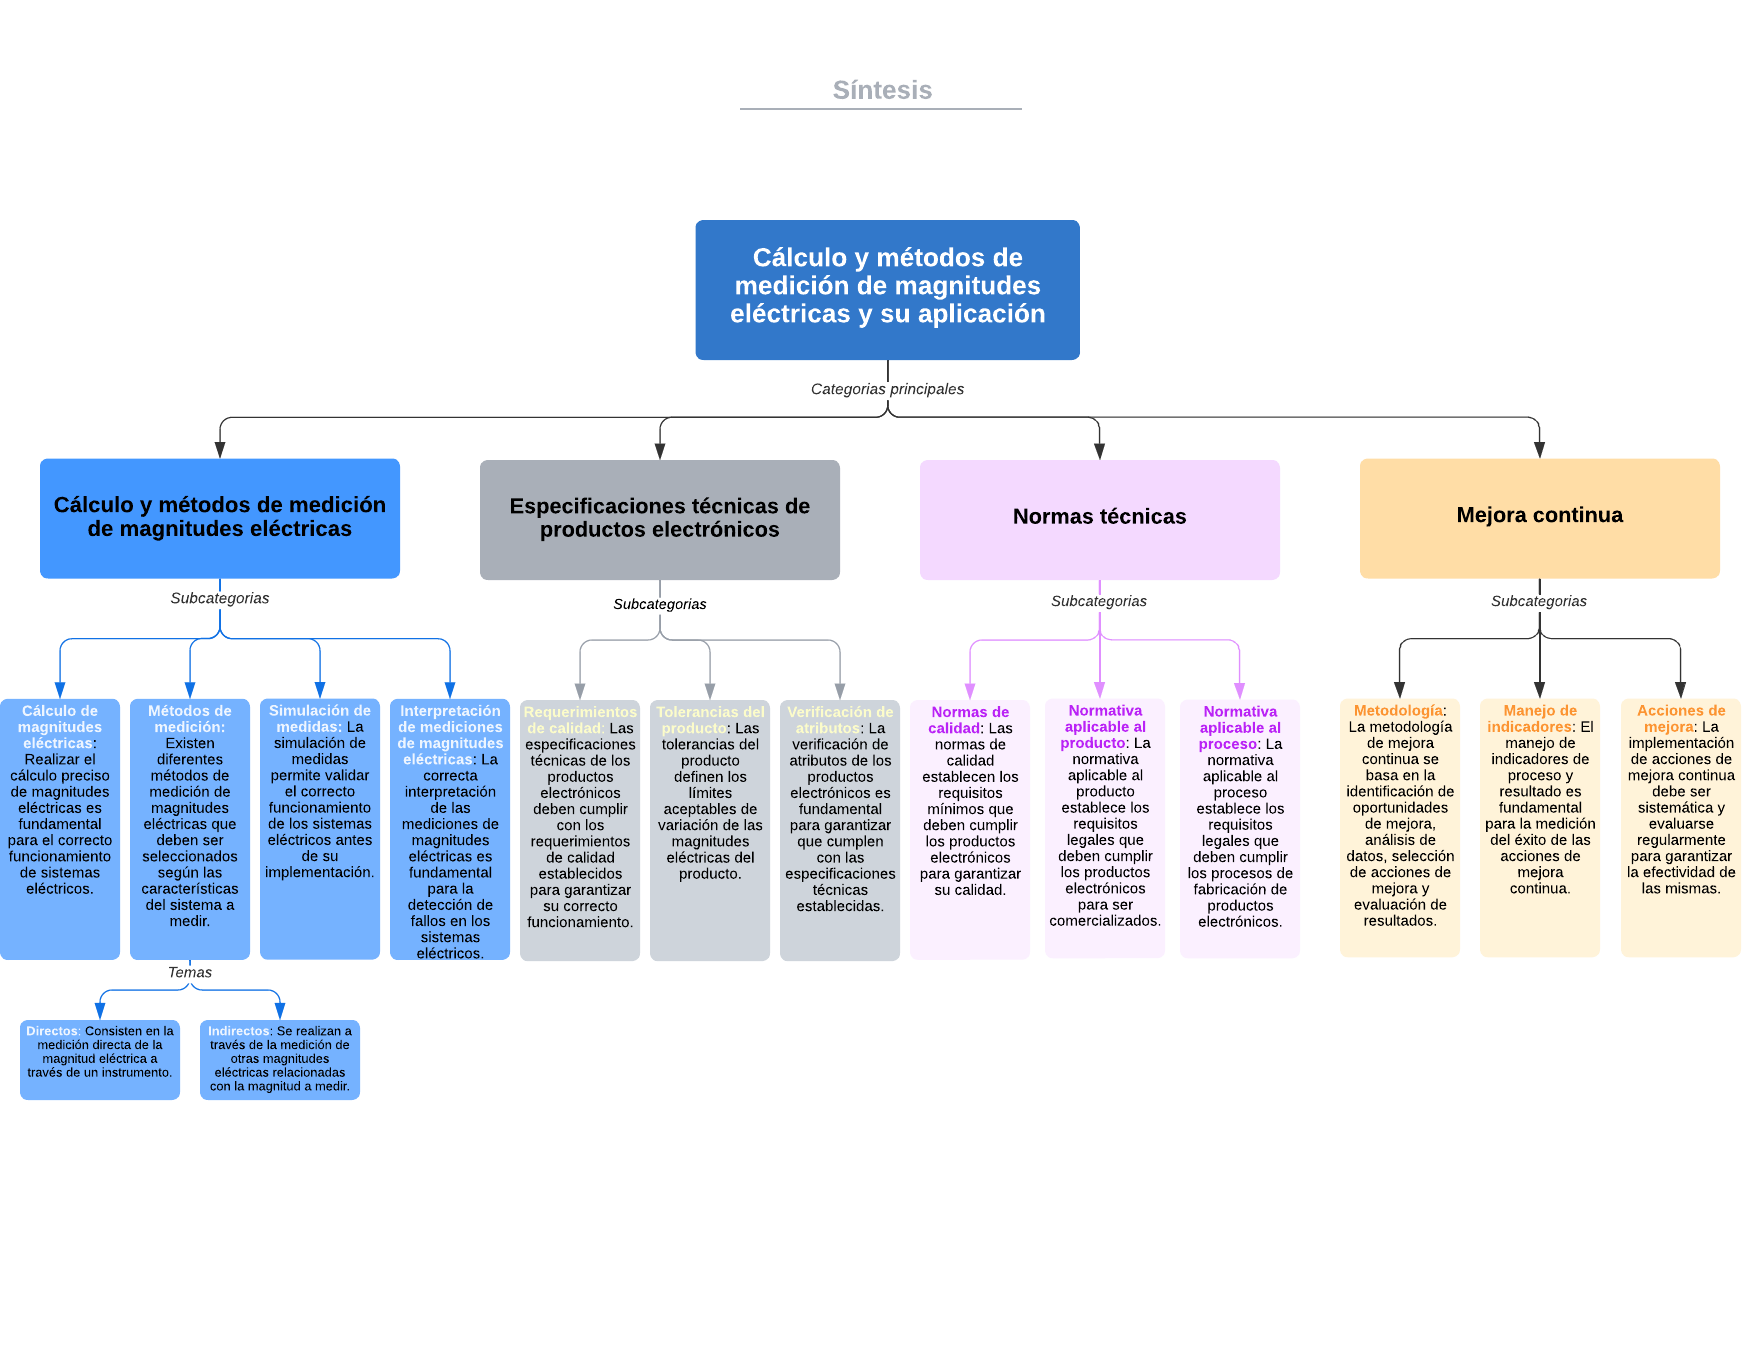 Síntesis
Cálculo y métodos de
medición de magnitudes
eléctricas y su aplicación
Categorias principales
Cálculo y métodos de medición
de magnitudes eléctricas
Especificaciones técnicas de
productos electrónicos
Normas técnicas
Mejora continua
Subcategorias
Subcategorias
Subcategorias
Subcategorias
Cálculo de
magnitudes
eléctricas:
Realizar el
cálculo preciso
de magnitudes
eléctricas es
fundamental
para el correcto
funcionamiento
de sistemas
eléctricos.
Métodos de
medición:
Existen
diferentes
métodos de
medición de
magnitudes
eléctricas que
deben ser
seleccionados
según las
características
del sistema a
medir.
Simulación de
medidas: La
simulación de
medidas
permite validar
el correcto
funcionamiento
de los sistemas
eléctricos antes
de su
implementación.
Interpretación
de mediciones
de magnitudes
eléctricas: La
correcta
interpretación
de las
mediciones de
magnitudes
eléctricas es
fundamental
para la
detección de
fallos en los
sistemas
eléctricos.
Requerimientos
de calidad: Las
especificaciones
técnicas de los
productos
electrónicos
deben cumplir
con los
requerimientos
de calidad
establecidos
para garantizar
su correcto
funcionamiento.
Tolerancias del
producto: Las
tolerancias del
producto
definen los
límites
aceptables de
variación de las
magnitudes
eléctricas del
producto.
Verificación de
atributos: La
verificación de
atributos de los
productos
electrónicos es
fundamental
para garantizar
que cumplen
con las
especificaciones
técnicas
establecidas.
Normas de
calidad: Las
normas de
calidad
establecen los
requisitos
mínimos que
deben cumplir
los productos
electrónicos
para garantizar
su calidad.
Normativa
aplicable al
producto: La
normativa
aplicable al
producto
establece los
requisitos
legales que
deben cumplir
los productos
electrónicos
para ser
comercializados.
Normativa
aplicable al
proceso: La
normativa
aplicable al
proceso
establece los
requisitos
legales que
deben cumplir
los procesos de
fabricación de
productos
electrónicos.
Metodología:
La metodología
de mejora
continua se
basa en la
identificación de
oportunidades
de mejora,
análisis de
datos, selección
de acciones de
mejora y
evaluación de
resultados.
Manejo de
indicadores: El
manejo de
indicadores de
proceso y
resultado es
fundamental
para la medición
del éxito de las
acciones de
mejora
continua.
Acciones de
mejora: La
implementación
de acciones de
mejora continua
debe ser
sistemática y
evaluarse
regularmente
para garantizar
la efectividad de
las mismas.
Temas
Directos: Consisten en la
medición directa de la
magnitud eléctrica a
través de un instrumento.
Indirectos: Se realizan a
través de la medición de
otras magnitudes
eléctricas relacionadas
con la magnitud a medir.